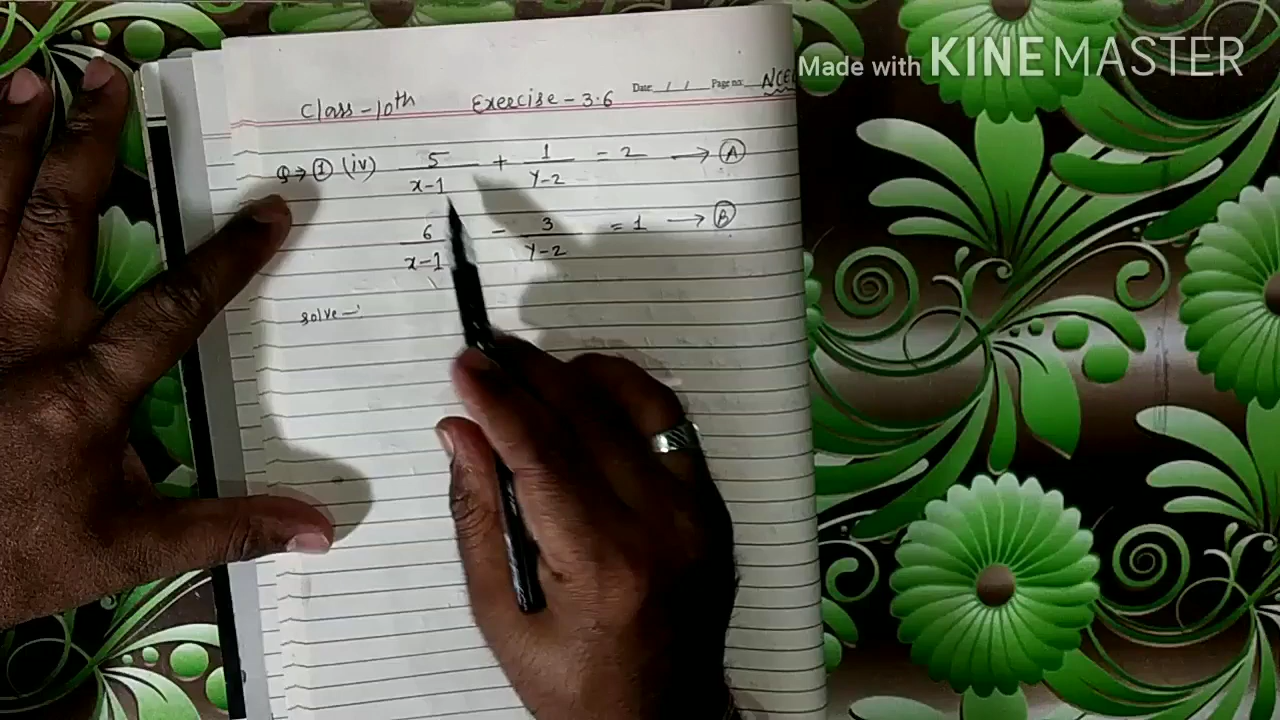 Made with KINEMASTER
Date: / / Page no:
Class-10th Exercise-3.6
Q→① (iv) 5/x-1 + 1/y-2 = 2 → Ⓐ
6/x-1 - 3/y-2 = 1 → Ⓑ
solve-: